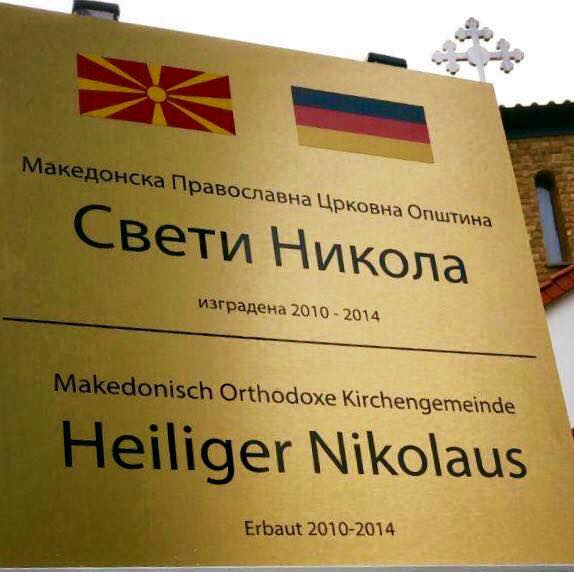 Македонска Православна Црковна Општина
Свети Никола
изградена 2010 - 2014
Makedonisch Orthodoxe Kirchengemeinde
Heiliger Nikolaus
Erbaut 2010-2014